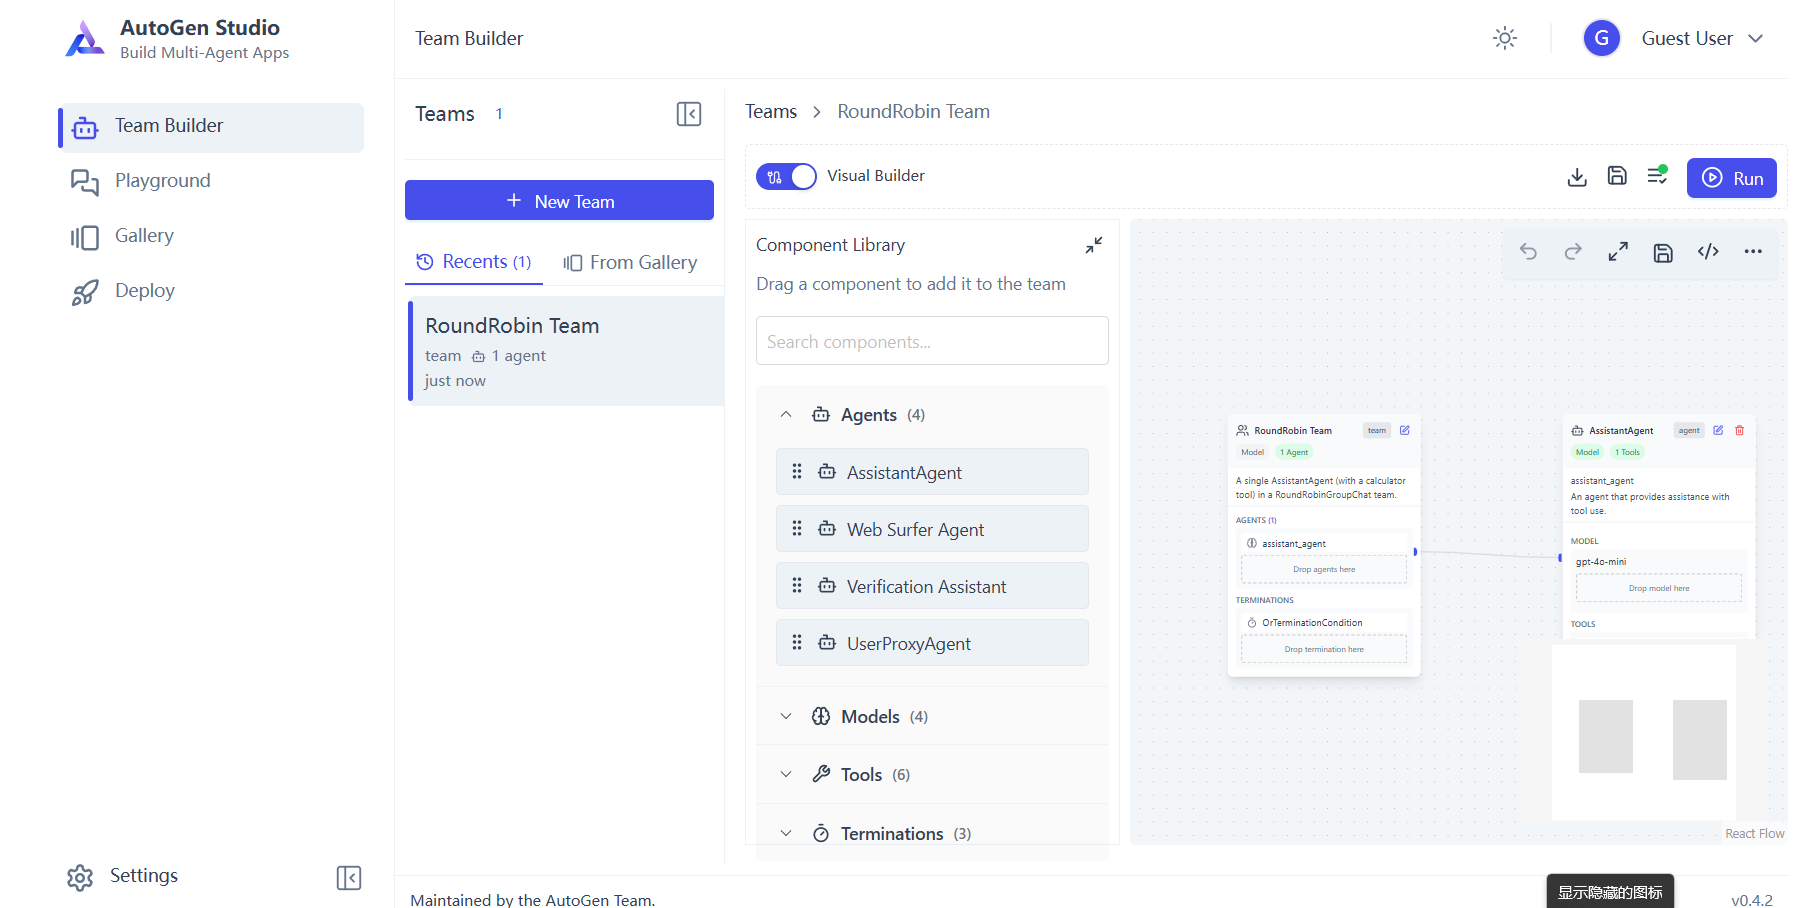 AutoGen Studio
Build Multi-Agent Apps
Team Builder
Playground
Gallery
Deploy
Settings
Team Builder
G
Guest User
Teams 1
New Team
Recents (1)
From Gallery
RoundRobin Team
team 1 agent
just now
Teams > RoundRobin Team
Visual Builder
Run
Component Library
Drag a component to add it to the team
Search components...
Agents (4)
AssistantAgent
Web Surfer Agent
Verification Assistant
UserProxyAgent
Models (4)
Tools (6)
Terminations (3)
RoundRobin Team team
Model 1 Agent
A single AssistantAgent (with a calculator
tool) in a RoundRobinGroupChat team.
AGENTS (1)
assistant_agent
Drop agents here
TERMINATIONS
OrTerminationCondition
Drop termination here
AssistantAgent agent
Model 1 Tools
assistant_agent
An agent that provides assistance with
tool use.
MODEL
gpt-4o-mini
Drop model here
TOOLS
React Flow
显示隐藏的图标
Maintained by the AutoGen Team.
v0.4.2